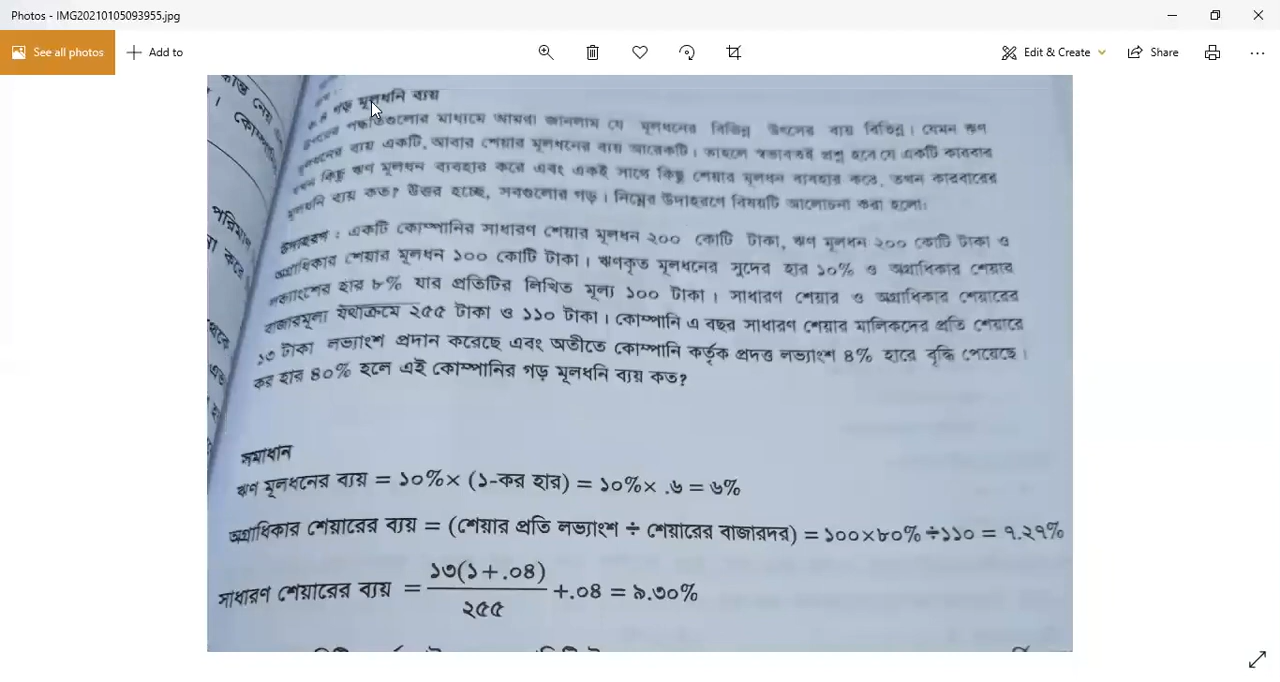 Photos - IMG20210105093955.jpg
See all photos
Add to
Edit & Create
Share
গড় মূলধনি ব্যয়
পদ্ধতিগুলোর মাধ্যমে আমরা জানলাম যে মূলধনের বিভিন্ন উৎসের ব্যয় বিভিন্ন। যেমন ঋণ
মূলধনের ব্যয় একটি, আবার শেয়ার মূলধনের ব্যয় আরেকটি। তাহলে স্বভাবতই প্রশ্ন হবে যে একটি কারবার
যখন কিছু ঋণ মূলধন ব্যবহার করে এবং একই সাথে কিছু শেয়ার মূলধন ব্যবহার করে, তখন কারবারের
মূলধনি ব্যয় কত? উত্তর হচ্ছে, সবগুলোর গড়। নিম্নের উদাহরণে বিষয়টি আলোচনা করা হলো:
উদাহরণ : একটি কোম্পানির সাধারণ শেয়ার মূলধন ২০০ কোটি টাকা, ঋণ মূলধন ২০০ কোটি টাকা ও
অগ্রাধিকার শেয়ার মূলধন ১০০ কোটি টাকা। ঋণকৃত মূলধনের সুদের হার ১০% ও অগ্রাধিকার শেয়ার
লভ্যাংশের হার ৮% যার প্রতিটির লিখিত মূল্য ১০০ টাকা। সাধারণ শেয়ার ও অগ্রাধিকার শেয়ারের
বাজারমূল্য যথাক্রমে ২৫৫ টাকা ও ১১০ টাকা। কোম্পানি এ বছর সাধারণ শেয়ার মালিকদের প্রতি শেয়ারে
১৩ টাকা লভ্যাংশ প্রদান করেছে এবং অতীতে কোম্পানি কর্তৃক প্রদত্ত লভ্যাংশ ৪% হারে বৃদ্ধি পেয়েছে।
কর হার ৪০% হলে এই কোম্পানির গড় মূলধনি ব্যয় কত?
সমাধান
ঋণ মূলধনের ব্যয় = ১০%× (১-কর হার) = ১০%× .৬ = ৬%
অগ্রাধিকার শেয়ারের ব্যয় = (শেয়ার প্রতি লভ্যাংশ ÷ শেয়ারের বাজারদর) = ১০০×৮০% ÷১১০ = ৭.২৭%
সাধারণ শেয়ারের ব্যয় = ১৩(১+.০৪) / ২৫৫ +.০৪ = ৯.৩০%